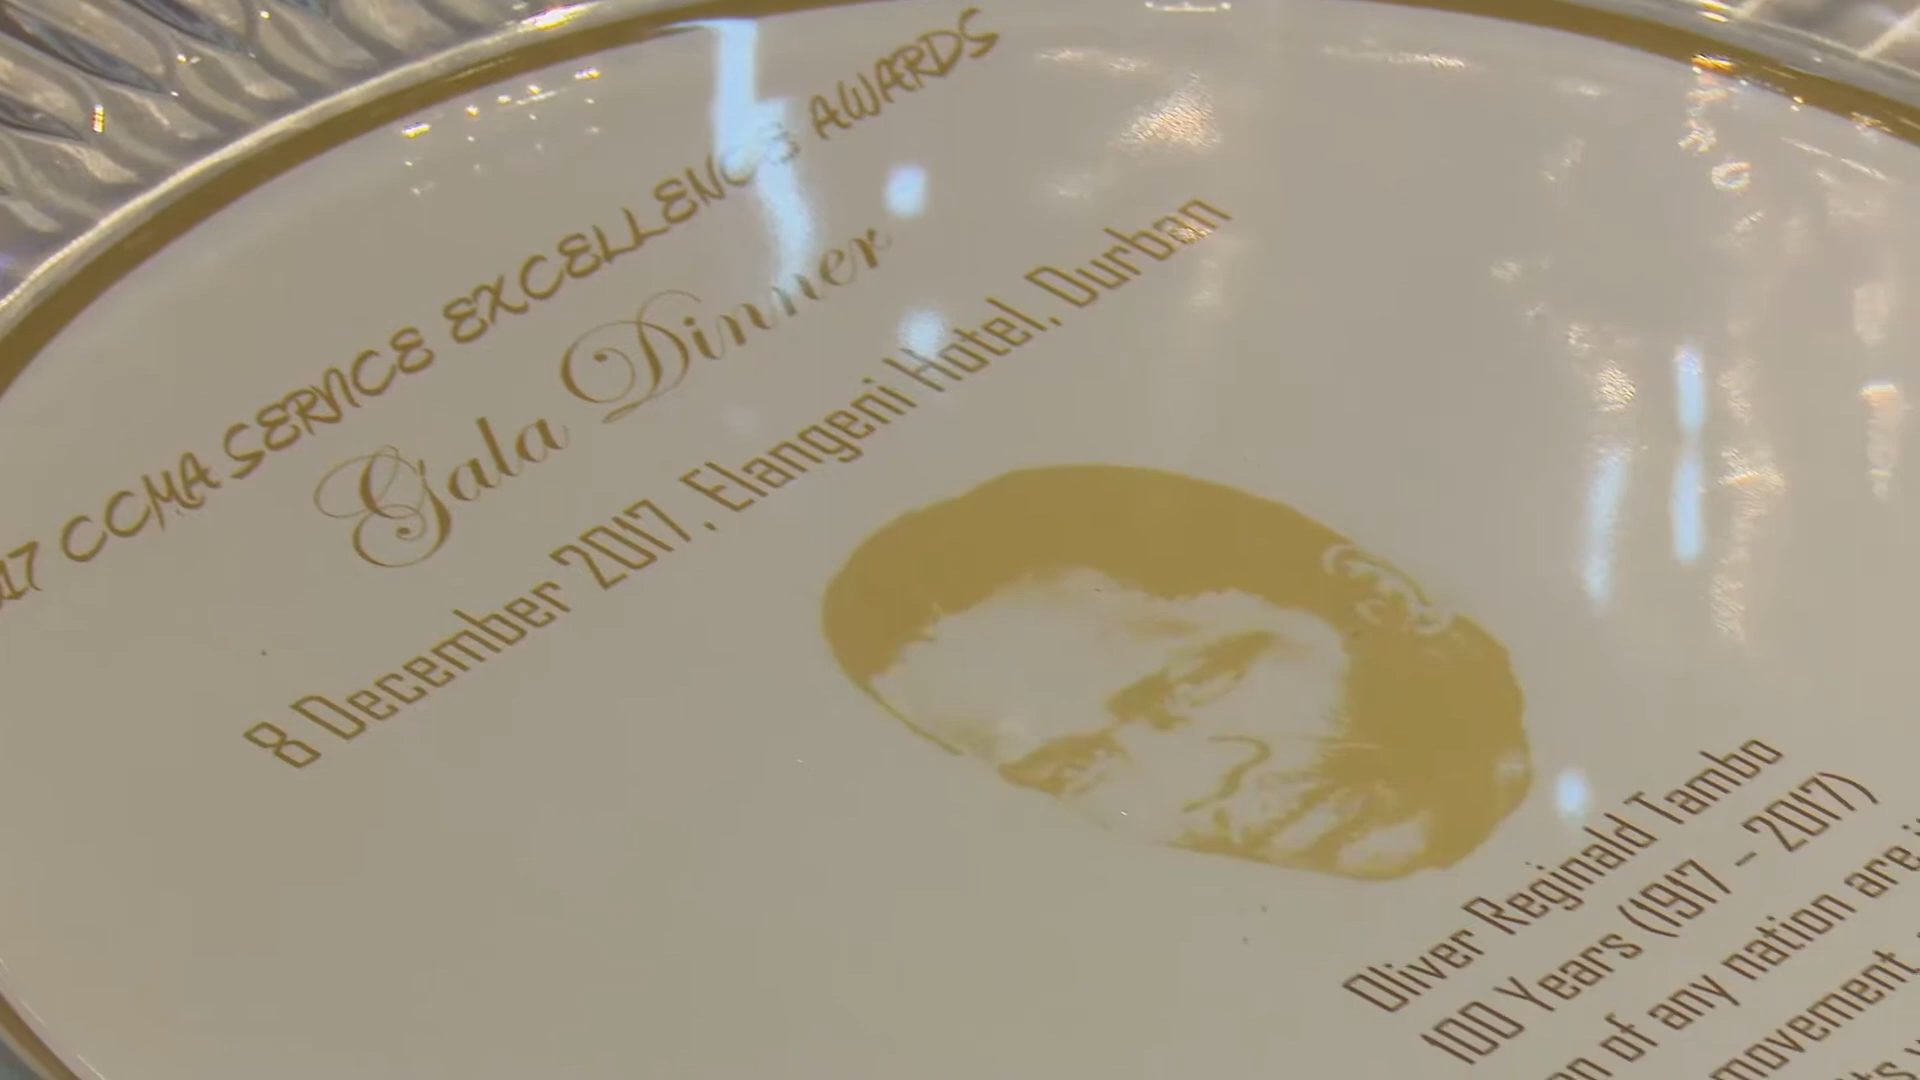 17 CCMA SERVICE EXCELLENCE AWARDS
Gala Dinner
8 December 2017, Elangeni Hotel, Durban
Oliver Reginald Tambo
100 Years (1917 - 2017)
of any nation are
movement,